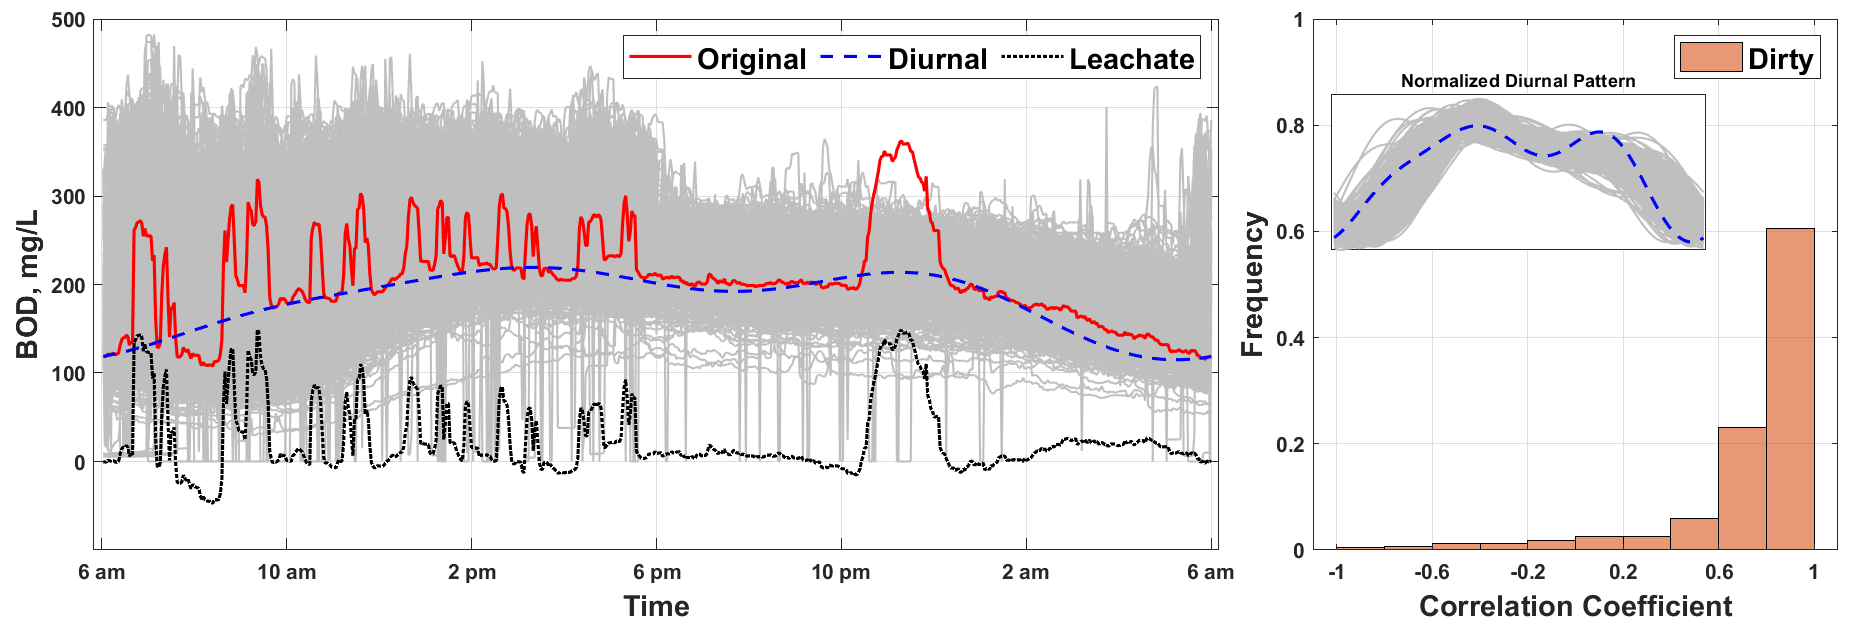 500
400
300
200
100
0
BOD, mg/L
Original
Diurnal
Leachate
6 am
10 am
2 pm
6 pm
10 pm
2 am
6 am
Time
1
0.8
0.6
0.4
0.2
0
Frequency
Dirty
Normalized Diurnal Pattern
-1
-0.6
-0.2
0.2
0.6
1
Correlation Coefficient